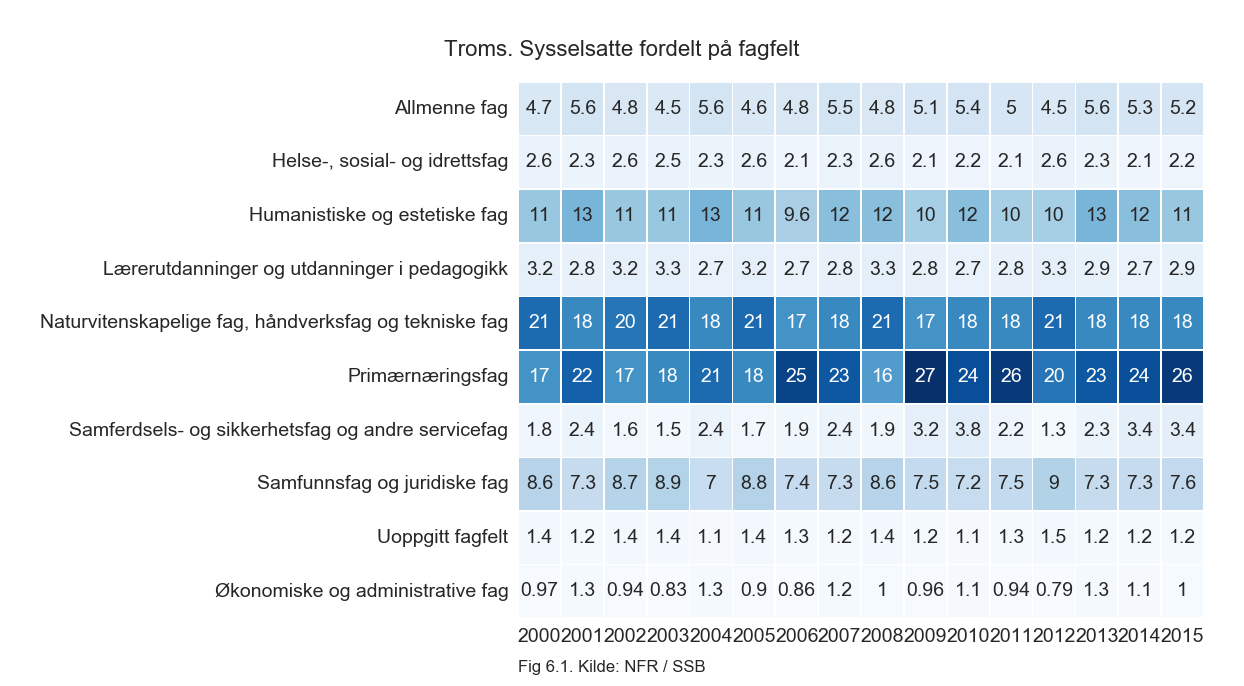 Troms. Sysselsatte fordelt på fagfelt
Allmenne fag 4.7 5.6 4.8 4.5 5.6 4.6 4.8 5.5 4.8 5.1 5.4 5 4.5 5.6 5.3 5.2
Helse-, sosial- og idrettsfag 2.6 2.3 2.6 2.5 2.3 2.6 2.1 2.3 2.6 2.1 2.2 2.1 2.6 2.3 2.1 2.2
Humanistiske og estetiske fag 11 13 11 11 13 11 9.6 12 12 10 12 10 10 13 12 11
Lærerutdanninger og utdanninger i pedagogikk 3.2 2.8 3.2 3.3 2.7 3.2 2.7 2.8 3.3 2.8 2.7 2.8 3.3 2.9 2.7 2.9
Naturvitenskapelige fag, håndverksfag og tekniske fag 21 18 20 21 18 21 17 18 21 17 18 18 21 18 18 18
Primærnæringsfag 17 22 17 18 21 18 25 23 16 27 24 26 20 23 24 26
Samferdsels- og sikkerhetsfag og andre servicefag 1.8 2.4 1.6 1.5 2.4 1.7 1.9 2.4 1.9 3.2 3.8 2.2 1.3 2.3 3.4 3.4
Samfunnsfag og juridiske fag 8.6 7.3 8.7 8.9 7 8.8 7.4 7.3 8.6 7.5 7.2 7.5 9 7.3 7.3 7.6
Uoppgitt fagfelt 1.4 1.2 1.4 1.4 1.1 1.4 1.3 1.2 1.4 1.2 1.1 1.3 1.5 1.2 1.2 1.2
Økonomiske og administrative fag 0.97 1.3 0.94 0.83 1.3 0.9 0.86 1.2 1 0.96 1.1 0.94 0.79 1.3 1.1 1
2000 2001 2002 2003 2004 2005 2006 2007 2008 2009 2010 2011 2012 2013 2014 2015
Fig 6.1. Kilde: NFR / SSB